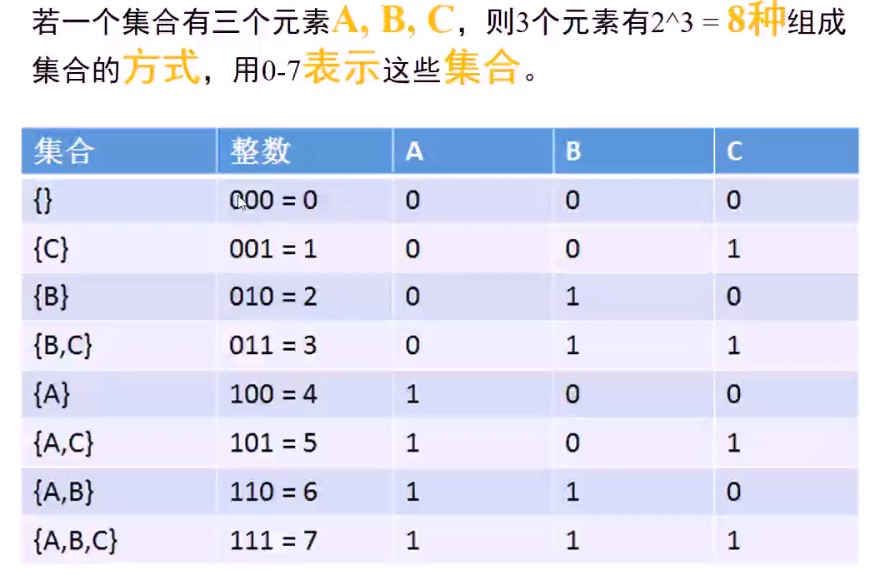 若一个集合有三个元素A, B, C，则3个元素有2^3 = 8种组成
集合的方式，用0-7表示这些集合。
集合 整数 A B C
{} 000 = 0 0 0 0
{C} 001 = 1 0 0 1
{B} 010 = 2 0 1 0
{B,C} 011 = 3 0 1 1
{A} 100 = 4 1 0 0
{A,C} 101 = 5 1 0 1
{A,B} 110 = 6 1 1 0
{A,B,C} 111 = 7 1 1 1